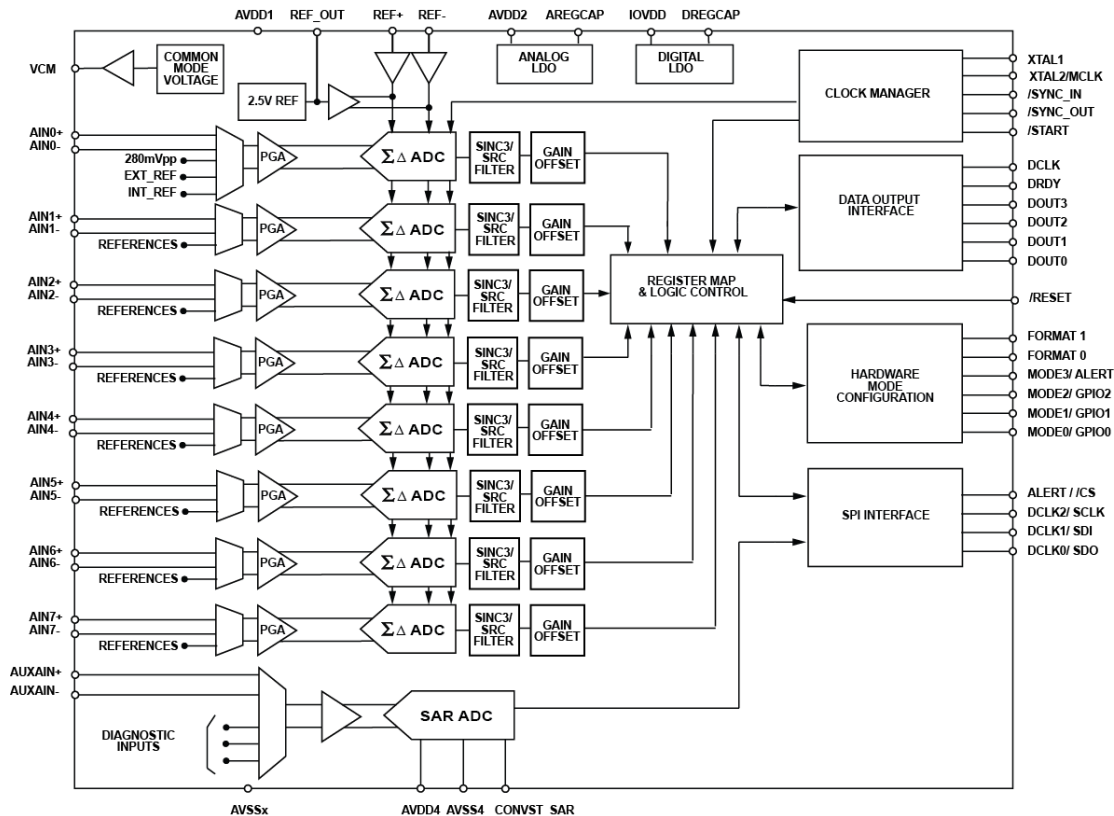 AVDD1
REF_OUT
REF+
REF-
AVDD2
AREGCAP
IOVDD
DREGCAP
VCM
COMMON
MODE
VOLTAGE
ANALOG
LDO
DIGITAL
LDO
2.5V REF
CLOCK MANAGER
XTAL1
XTAL2/MCLK
/SYNC_IN
/SYNC_OUT
/START
AIN0+
AIN0-
280mVpp
EXT_REF
INT_REF
PGA
Σ Δ ADC
SINC3/
SRC
FILTER
GAIN
OFFSET
DATA OUTPUT
INTERFACE
DCLK
DRDY
DOUT3
DOUT2
DOUT1
DOUT0
AIN1+
AIN1-
REFERENCES
PGA
Σ Δ ADC
SINC3/
SRC
FILTER
GAIN
OFFSET
AIN2+
AIN2-
REFERENCES
PGA
Σ Δ ADC
SINC3/
SRC
FILTER
GAIN
OFFSET
REGISTER MAP
& LOGIC CONTROL
/RESET
AIN3+
AIN3-
REFERENCES
PGA
Σ Δ ADC
SINC3/
SRC
FILTER
GAIN
OFFSET
HARDWARE
MODE
CONFIGURATION
FORMAT 1
FORMAT 0
MODE3/ ALERT
MODE2/ GPIO2
MODE1/ GPIO1
MODE0/ GPIO0
AIN4+
AIN4-
REFERENCES
PGA
Σ Δ ADC
SINC3/
SRC
FILTER
GAIN
OFFSET
AIN5+
AIN5-
REFERENCES
PGA
Σ Δ ADC
SINC3/
SRC
FILTER
GAIN
OFFSET
SPI INTERFACE
ALERT / /CS
DCLK2/ SCLK
DCLK1/ SDI
DCLK0/ SDO
AIN6+
AIN6-
REFERENCES
PGA
Σ Δ ADC
SINC3/
SRC
FILTER
GAIN
OFFSET
AIN7+
AIN7-
REFERENCES
PGA
Σ Δ ADC
SINC3/
SRC
FILTER
GAIN
OFFSET
AUXAIN+
AUXAIN-
DIAGNOSTIC
INPUTS
SAR ADC
AVSSx
AVDD4
AVSS4
CONVST_SAR